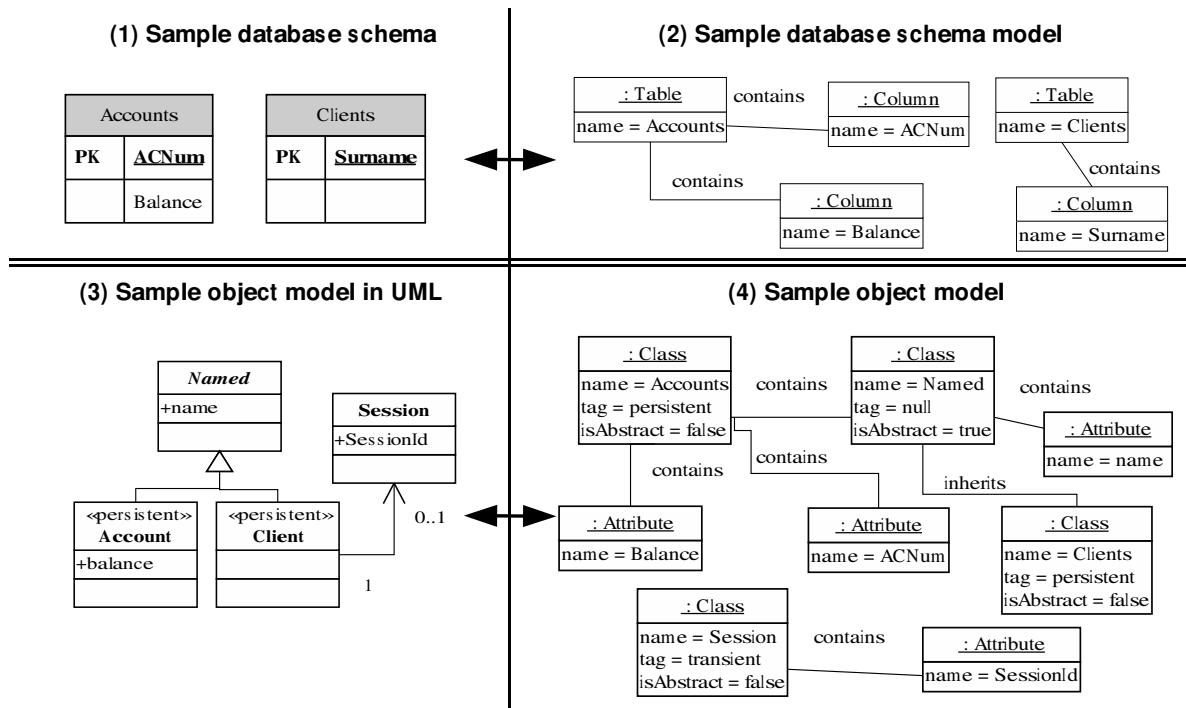 (1) Sample database schema
Accounts
PK ACNum
Balance
Clients
PK Surname
(2) Sample database schema model
: Table
name = Accounts
contains
: Column
name = ACNum
contains
: Column
name = Balance
: Table
name = Clients
contains
: Column
name = Surname
(3) Sample object model in UML
Named
+name
Session
+SessionId
«persistent»
Account
+balance
«persistent»
Client
0..1
1
(4) Sample object model
: Class
name = Accounts
tag = persistent
isAbstract = false
contains
: Class
name = Named
tag = null
isAbstract = true
contains
: Attribute
name = name
contains
contains
inherits
: Attribute
name = Balance
: Attribute
name = ACNum
: Class
name = Clients
tag = persistent
isAbstract = false
: Class
name = Session
tag = transient
isAbstract = false
contains
: Attribute
name = SessionId